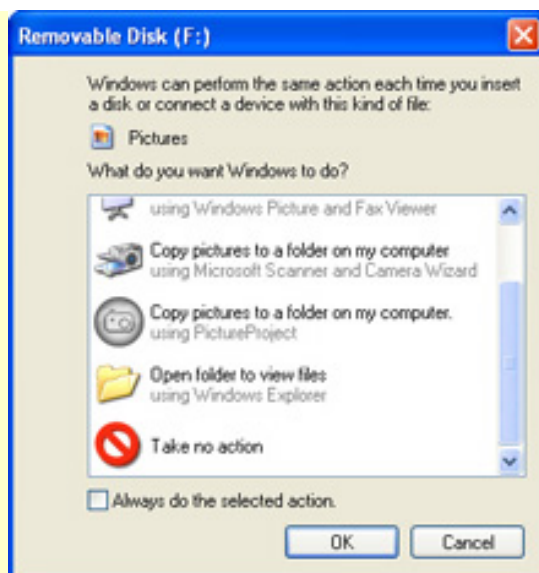 Removable Disk (F:)
Windows can perform the same action each time you insert
a disk or connect a device with this kind of file:
Pictures
What do you want Windows to do?
using Windows Picture and Fax Viewer
Copy pictures to a folder on my computer
using Microsoft Scanner and Camera Wizard
Copy pictures to a folder on my computer.
using PictureProject
Open folder to view files
using Windows Explorer
Take no action
Always do the selected action.
OK
Cancel